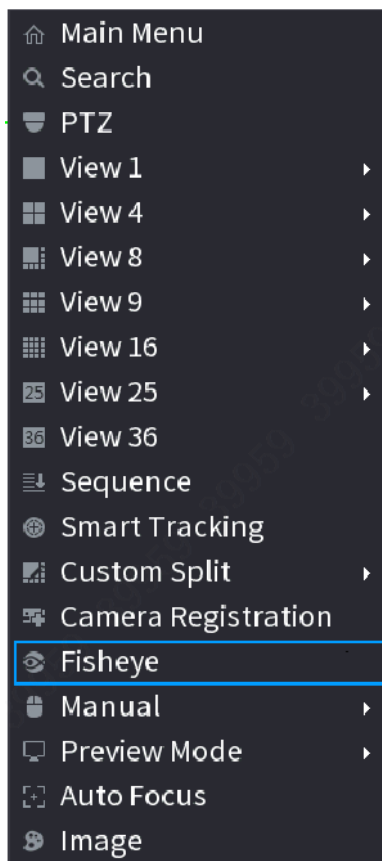 Main Menu
Search
PTZ
View 1
View 4
View 8
View 9
View 16
25 View 25
36 View 36
Sequence
Smart Tracking
Custom Split
Camera Registration
Fisheye
Manual
Preview Mode
Auto Focus
Image